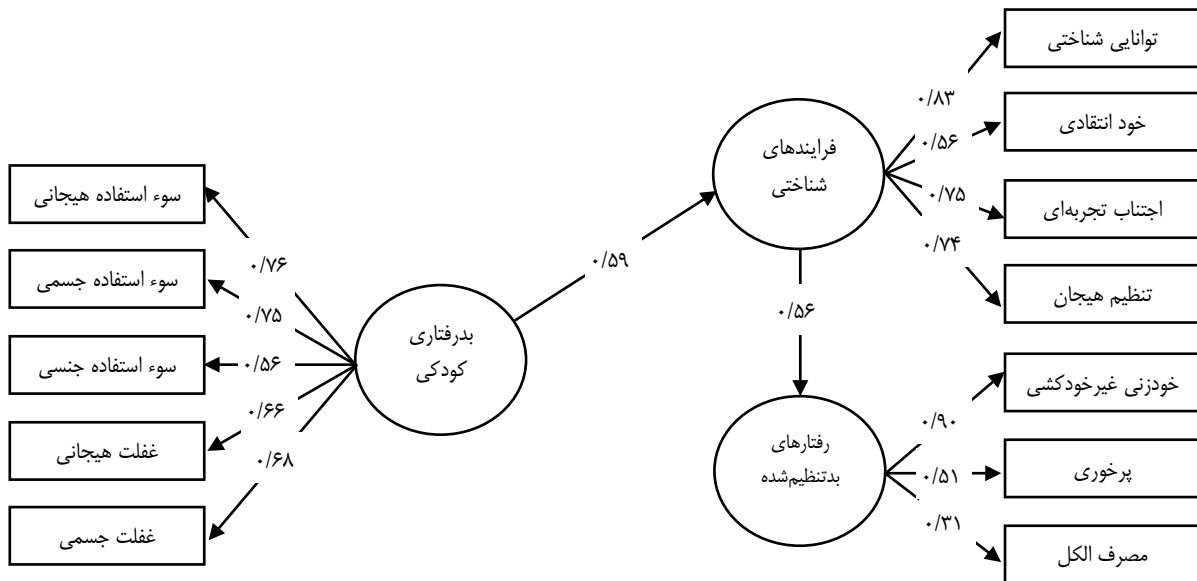 توانایی شناختی
۰/۸۳
خود انتقادی
۰/۵۶
فرایندهای
شناختی
۰/۷۵
اجتناب تجربه‌ای
۰/۷۴
تنظیم هیجان
سوء استفاده هیجانی
۰/۷۶
سوء استفاده جسمی
۰/۷۵
سوء استفاده جنسی
۰/۵۶
غفلت هیجانی
۰/۶۶
غفلت جسمی
۰/۶۸
بدرفتاری
کودکی
۰/۵۹
۰/۵۶
رفتارهای
بدتنظیم‌شده
خودزنی غیرخودکشی
۰/۹۰
پرخوری
۰/۵۱
مصرف الکل
۰/۳۱